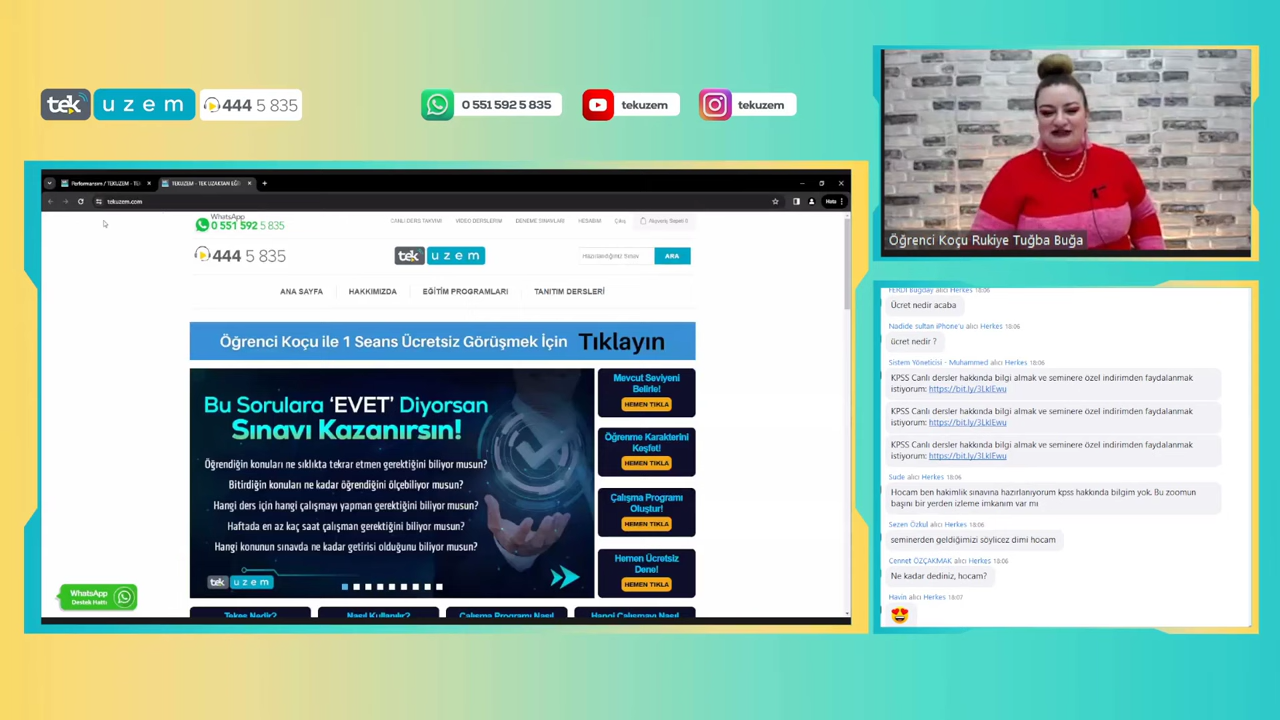 tek uzem 444 5 835
0 551 592 5 835
tekuzem
tekuzem
TEKUZEM - TEK UZAKTAN EĞİ
tekuzem.com
WhatsApp
0 551 592 5 835
CANLI DERS TAKVİMİ VİDEO DERSLERİM DENEME SINAVLARI HESABIM Çıkış
444 5 835
tek uzem
ARA
ANA SAYFA HAKKIMIZDA EĞİTİM PROGRAMLARI TANITIM DERSLERİ
Öğrenci Koçu ile 1 Seans Ücretsiz Görüşmek İçin Tıklayın
Bu Sorulara ‘EVET’ Diyorsan
Sınavı Kazanırsın!
Öğrendiğin konuları ne sıklıkta tekrar etmen gerektiğini biliyor musun?
Bitirdiğin konuları ne kadar öğrendiğini ölçebiliyor musun?
Hangi ders için hangi çalışmayı yapman gerektiğini biliyor musun?
Haftada en az kaç saat çalışman gerektiğini biliyor musun?
Hangi konunun sınavda ne kadar getirisi olduğunu biliyor musun?
tek uzem
Mevcut Seviyeni
Belirle!
HEMEN TIKLA
Öğrenme Karakterini
Keşfet!
HEMEN TIKLA
Çalışma Programı
Oluştur!
HEMEN TIKLA
Hemen Ücretsiz
Dene!
HEMEN TIKLA
WhatsApp
Destek Hattı
Öğrenci Koçu Rukiye Tuğba Buğa
FERDİ Buğday alıcı Herkes 18:06
Ücret nedir acaba
Nadide sultan iPhone'u alıcı Herkes 18:06
ücret nedir ?
Sistem Yöneticisi - Muhammed alıcı Herkes 18:06
KPSS Canlı dersler hakkında bilgi almak ve seminere özel indirimden faydalanmak
istiyorum: https://bit.ly/3LklEwu
KPSS Canlı dersler hakkında bilgi almak ve seminere özel indirimden faydalanmak
istiyorum: https://bit.ly/3LklEwu
KPSS Canlı dersler hakkında bilgi almak ve seminere özel indirimden faydalanmak
istiyorum: https://bit.ly/3LklEwu
Sude alıcı Herkes 18:06
Hocam ben hakimlik sınavına hazırlanıyorum kpss hakkında bilgim yok. Bu zoomun
başını bir yerden izleme imkanım var mı
Sezen Özkul alıcı Herkes 18:06
seminerden geldiğimizi söylicez dimi hocam
Cennet ÖZÇAKMAK alıcı Herkes 18:06
Ne kadar dediniz, hocam?
Havin alıcı Herkes 18:07